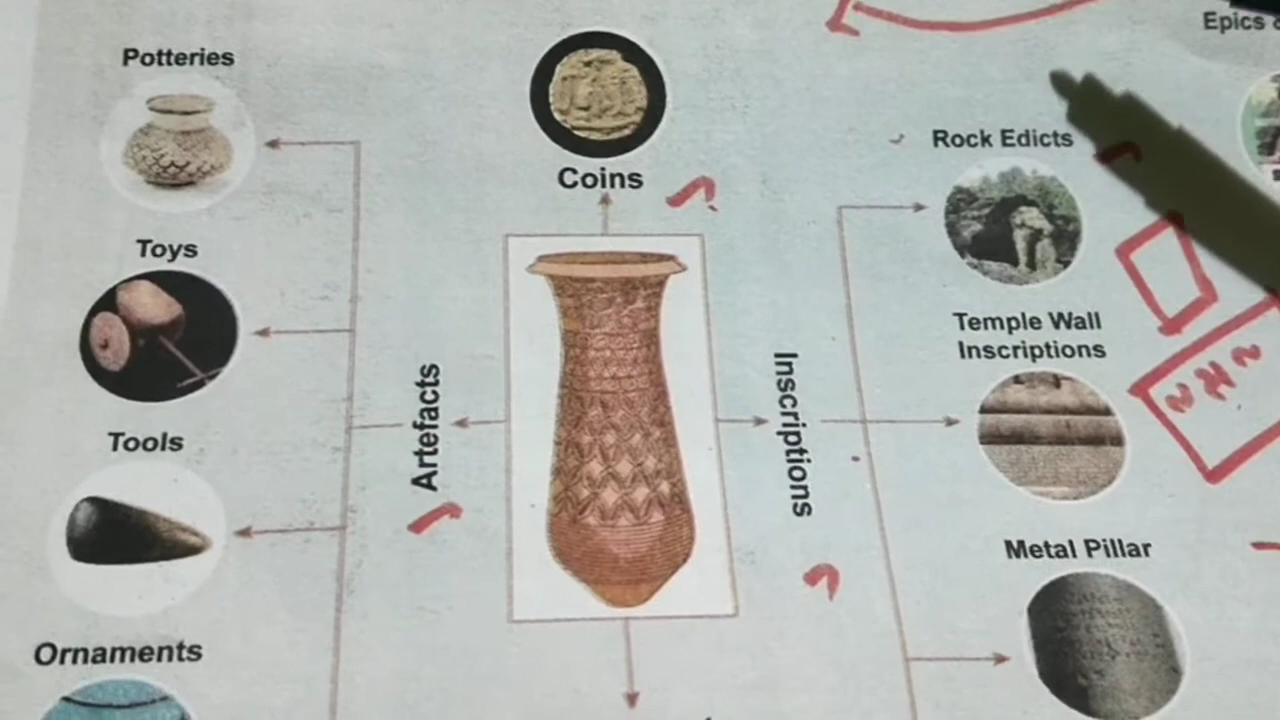 Epics
Potteries
Coins
Rock Edicts
Toys
Temple Wall
Inscriptions
Artefacts
Inscriptions
Tools
Metal Pillar
Ornaments